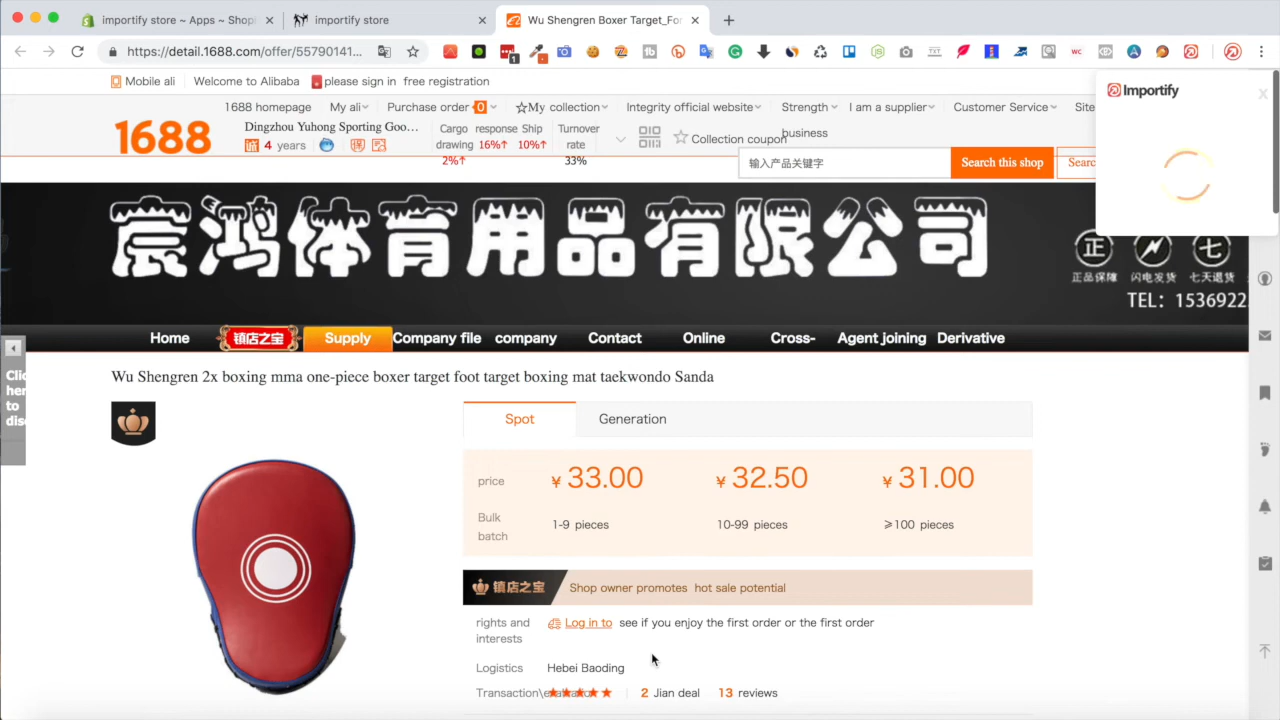 importify store ~ Apps ~ Shopi
importify store
Wu Shengren Boxer Target_For
https://detail.1688.com/offer/55790141...
Mobile ali
Welcome to Alibaba
please sign in
free registration
Importify
1688 homepage
My ali
Purchase order 0
My collection
Integrity official website
Strength
I am a supplier
Customer Service
Site
business
1688
Dingzhou Yuhong Sporting Goo...
4 years
Cargo drawing
2%↑
response
16%↑
Ship
10%↑
Turnover rate
33%
Collection coupon
输入产品关键字
Search this shop
Searc
宸鸿体育用品有限公司
正
七
正品保障
闪电发货
七天退货
TEL: 1536922
Home
镇店之宝
Supply
Company file
company
Contact
Online
Cross-
Agent joining
Derivative
Clic
her
to
dis
Wu Shengren 2x boxing mma one-piece boxer target foot target boxing mat taekwondo Sanda
Spot
Generation
price
¥ 33.00
¥ 32.50
¥ 31.00
Bulk batch
1-9 pieces
10-99 pieces
≥100 pieces
镇店之宝
Shop owner promotes hot sale potential
rights and interests
Log in to see if you enjoy the first order or the first order
Logistics
Hebei Baoding
2 Jian deal
13 reviews